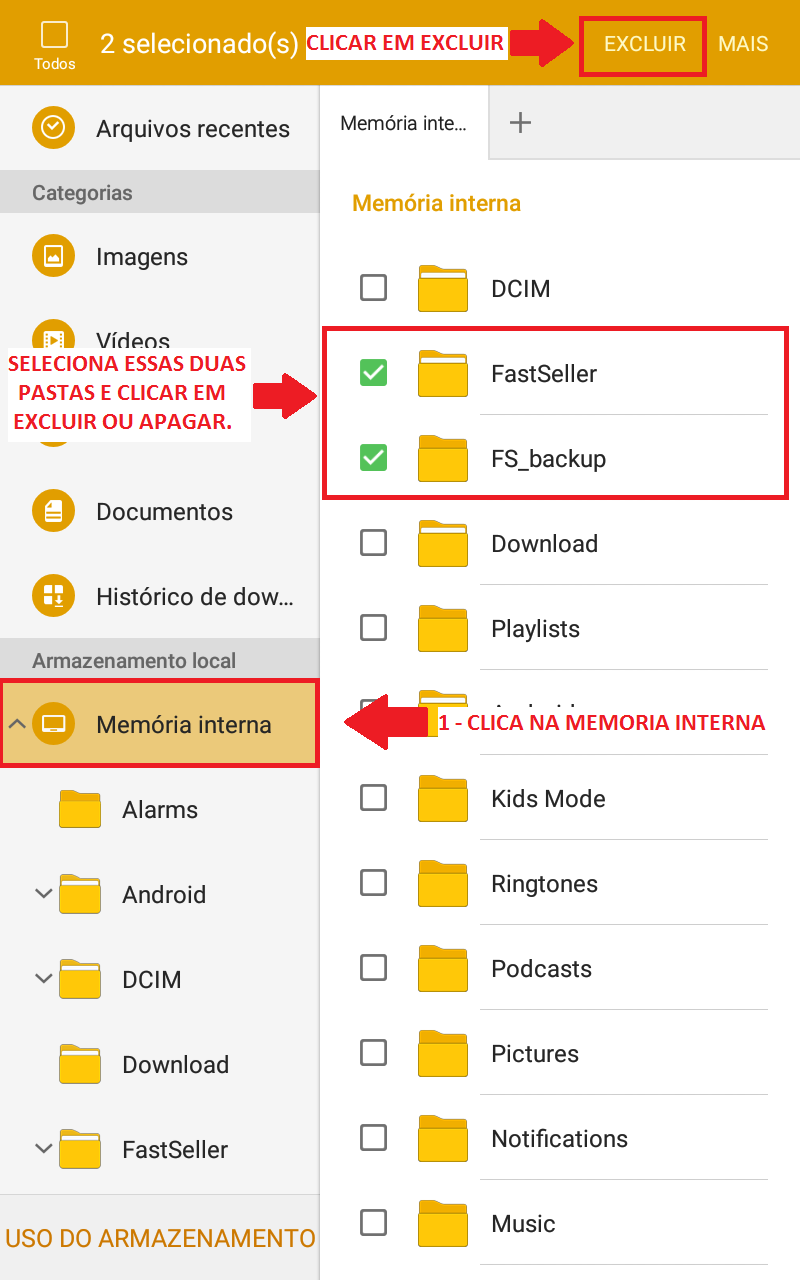 Todos
2 selecionado(s)
CLICAR EM EXCLUIR
EXCLUIR
MAIS
Arquivos recentes
Categorias
Imagens
Vídeos
SELECIONA ESSAS DUAS
PASTAS E CLICAR EM
EXCLUIR OU APAGAR.
Documentos
Histórico de dow...
Armazenamento local
Memória interna
Alarms
Android
DCIM
Download
FastSeller
USO DO ARMAZENAMENTO
Memória inte...
Memória interna
DCIM
FastSeller
FS_backup
Download
Playlists
1 - CLICA NA MEMORIA INTERNA
Kids Mode
Ringtones
Podcasts
Pictures
Notifications
Music